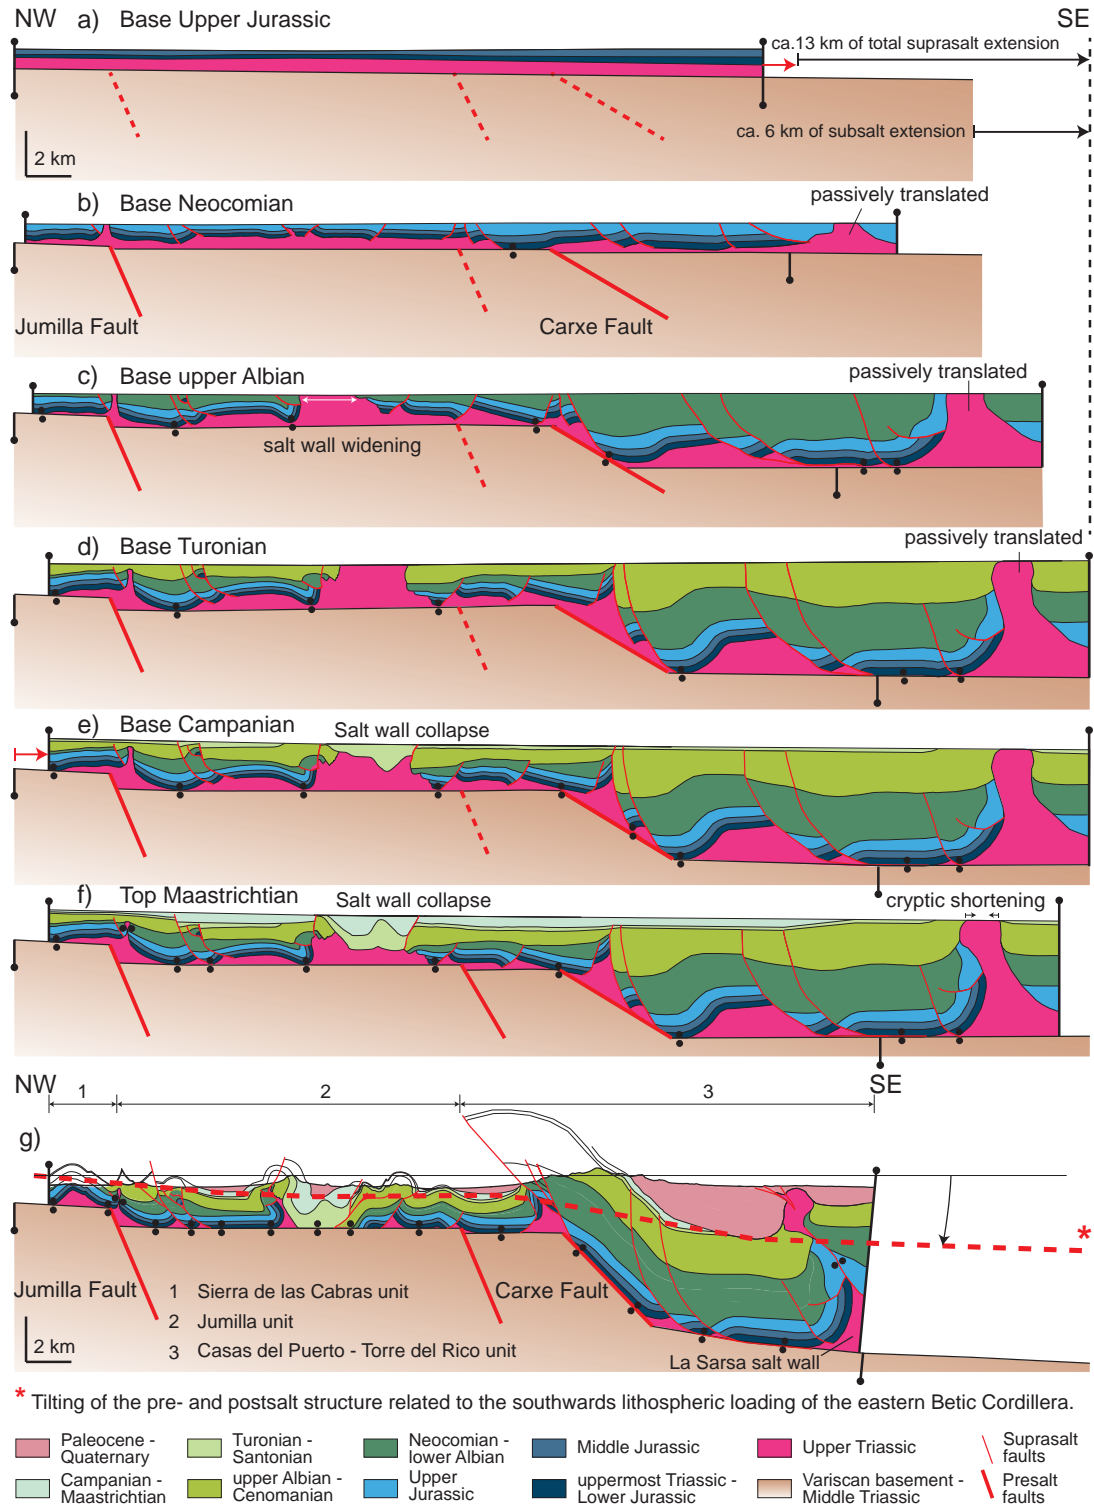 NW
a) Base Upper Jurassic
SE
ca.13 km of total suprasalt extension
ca. 6 km of subsalt extension
2 km
b) Base Neocomian
passively translated
Jumilla Fault
Carxe Fault
c) Base upper Albian
passively translated
salt wall widening
d) Base Turonian
passively translated
e) Base Campanian
Salt wall collapse
f) Top Maastrichtian
Salt wall collapse
cryptic shortening
NW
SE
1
2
3
g)
*
Jumilla Fault
Carxe Fault
1 Sierra de las Cabras unit
2 Jumilla unit
3 Casas del Puerto - Torre del Rico unit
2 km
La Sarsa salt wall
* Tilting of the pre- and postsalt structure related to the southwards lithospheric loading of the eastern Betic Cordillera.
Paleocene -
Quaternary
Turonian -
Santonian
Neocomian -
lower Albian
Middle Jurassic
Upper Triassic
Suprasalt
faults
Campanian -
Maastrichtian
upper Albian -
Cenomanian
Upper
Jurassic
uppermost Triassic -
Lower Jurassic
Variscan basement -
Middle Triassic
Presalt
faults